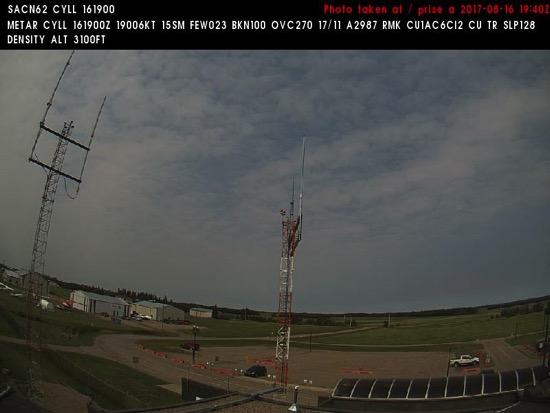 SACN62 CYLL 161900
Photo taken at / prise a 2017-08-16 19:40Z
METAR CYLL 161900Z 19006KT 15SM FEW023 BKN100 OVC270 17/11 A2987 RMK CU1AC6CI2 CU TR SLP128
DENSITY ALT 3100FT